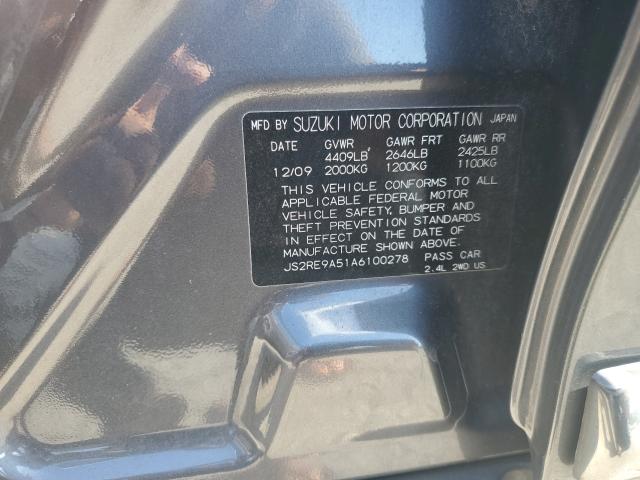 MFD BY SUZUKI MOTOR CORPORATION JAPAN
DATE GVWR GAWR FRT GAWR RR
4409LB 2646LB 2425LB
12/09 2000KG 1200KG 1100KG
THIS VEHICLE CONFORMS TO ALL
APPLICABLE FEDERAL MOTOR
VEHICLE SAFETY, BUMPER AND
THEFT PREVENTION STANDARDS
IN EFFECT ON THE DATE OF
MANUFACTURE SHOWN ABOVE.
JS2RE9A51A6100278 PASS CAR
2.4L 2WD US